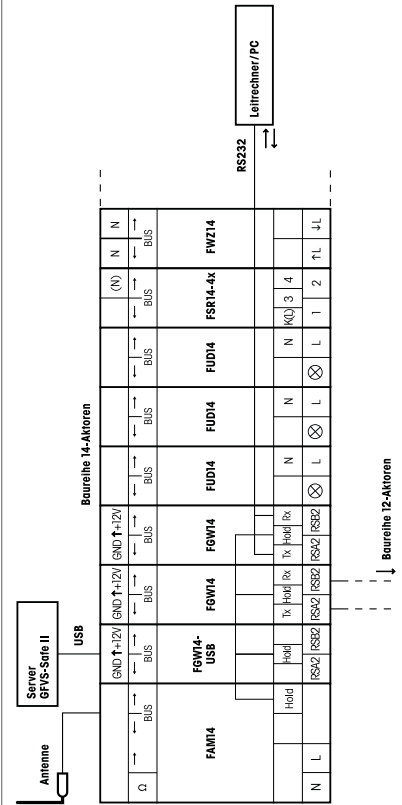 Antenne
Server
GFVS-Safe II
USB
Baureihe 14-Aktoren
GND ↑+12V GND ↑+12V GND ↑+12V (N) N N
Ω BUS BUS BUS BUS BUS BUS BUS BUS BUS
FAM14 FGW14-USB FGW14 FGW14 FUD14 FUD14 FUD14 FSR14-4x FWZ14
RS232
Leitrechner/PC
Hold Hold Tx Hold Rx Tx Hold Rx N N N K(L) 3 4
N L RSA2 RSB2 RSA2 RSB2 RSA2 RSB2 L L L 1 2 ↑L ↓L
Baureihe 12-Aktoren